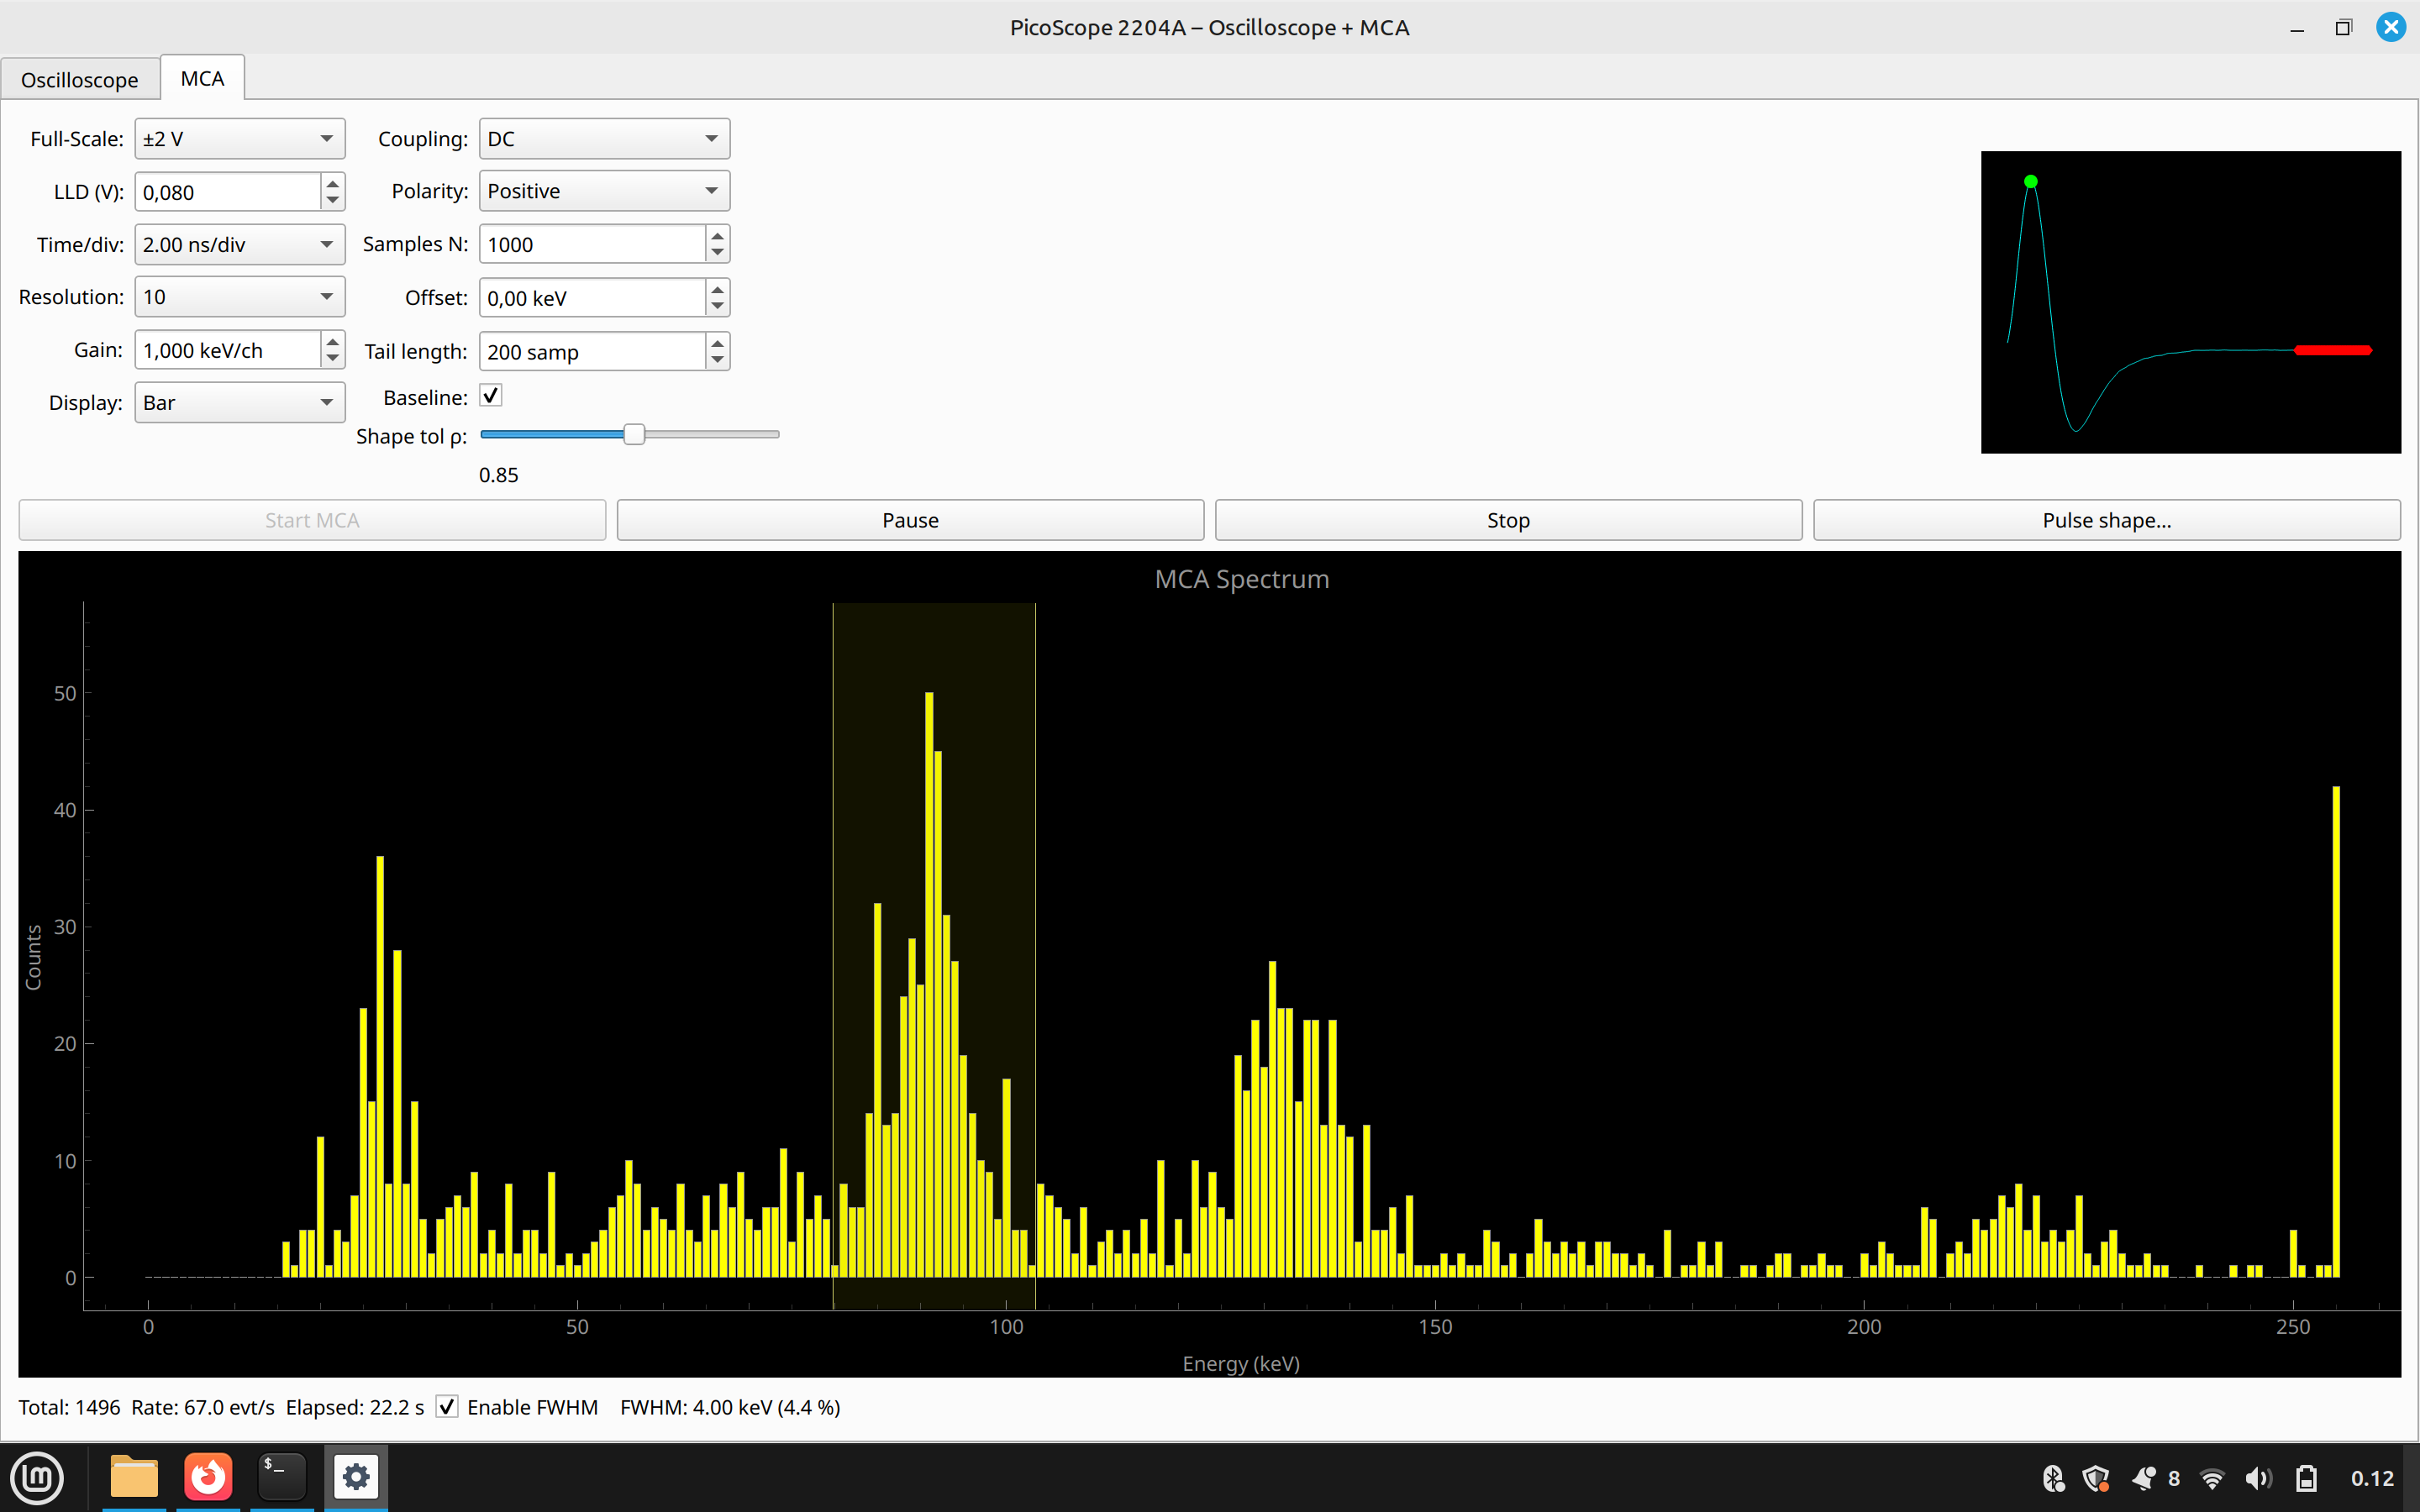 PicoScope 2204A – Oscilloscope + MCA
Oscilloscope MCA
Full-Scale: ±2 V Coupling: DC
LLD (V): 0,080 Polarity: Positive
Time/div: 2.00 ns/div Samples N: 1000
Resolution: 10 Offset: 0,00 keV
Gain: 1,000 keV/ch Tail length: 200 samp
Display: Bar Baseline:
Shape tol ρ:
0.85
Start MCA Pause Stop Pulse shape...
MCA Spectrum
50
40
30
20
10
0
Counts
0 50 100 150 200 250
Energy (keV)
Total: 1496 Rate: 67.0 evt/s Elapsed: 22.2 s Enable FWHM FWHM: 4.00 keV (4.4 %)
$_ 8 0.12